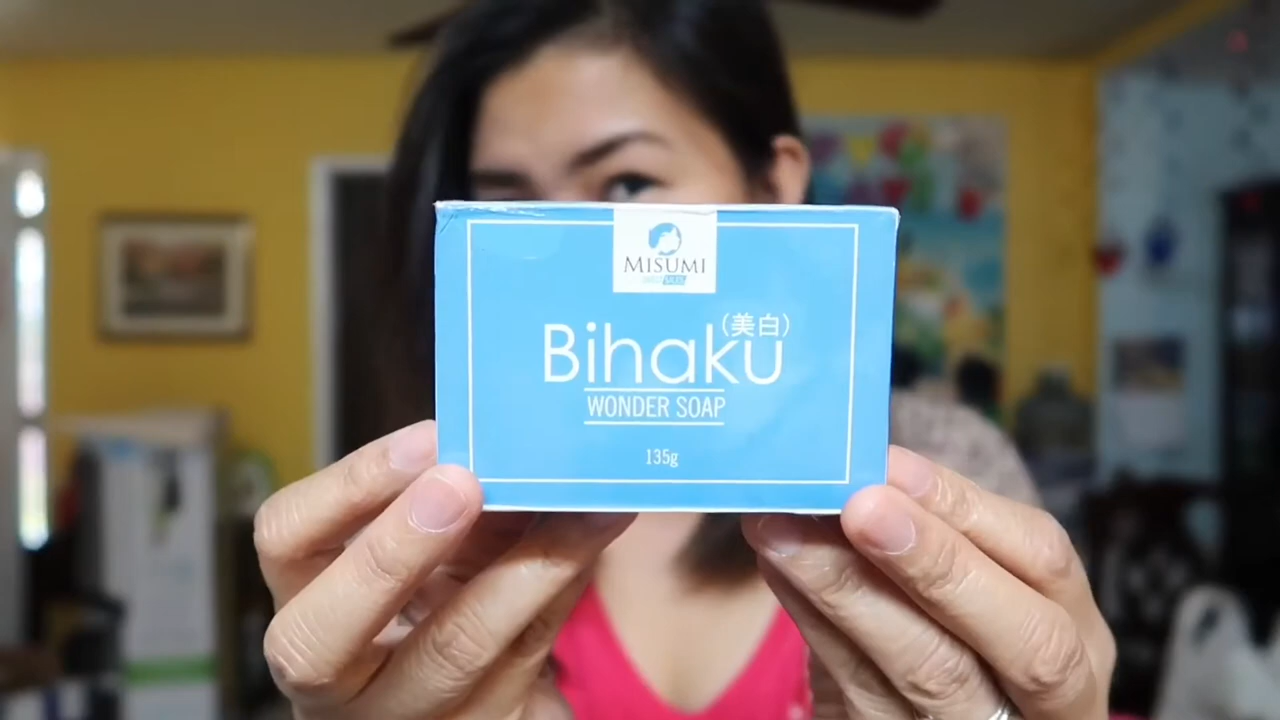 MISUMI
(美白)
Bihaku
WONDER SOAP
135g